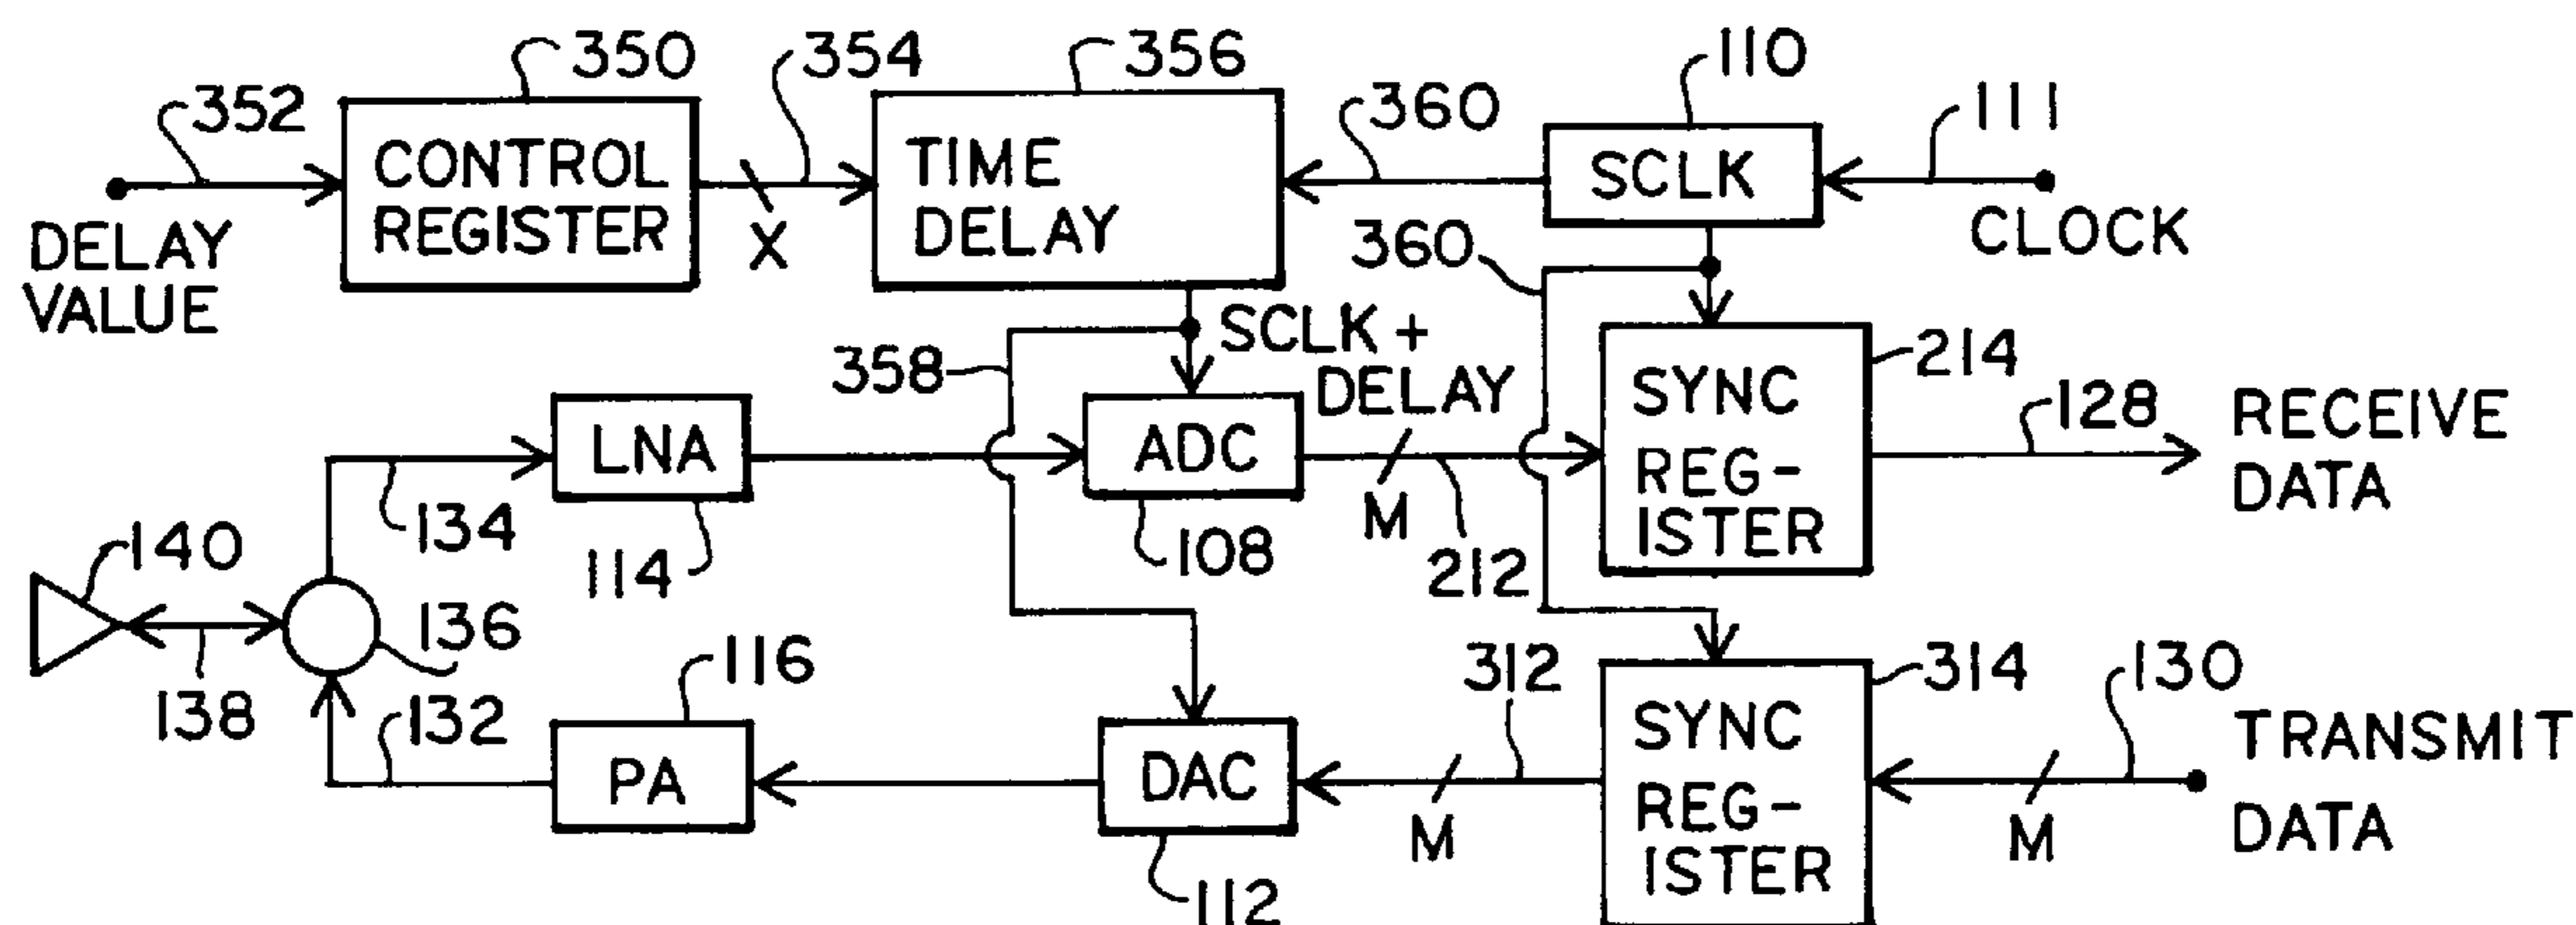 350
354
356
110
352
360
111
CONTROL
REGISTER
TIME
DELAY
SCLK
X
DELAY
VALUE
360
CLOCK
SCLK +
DELAY
358
214
SYNC
REG-
ISTER
LNA
ADC
128
RECEIVE
DATA
M
134
114
108
212
140
136
138
132
116
312
314
130
PA
DAC
SYNC
REG-
ISTER
TRANSMIT
DATA
M
M
112